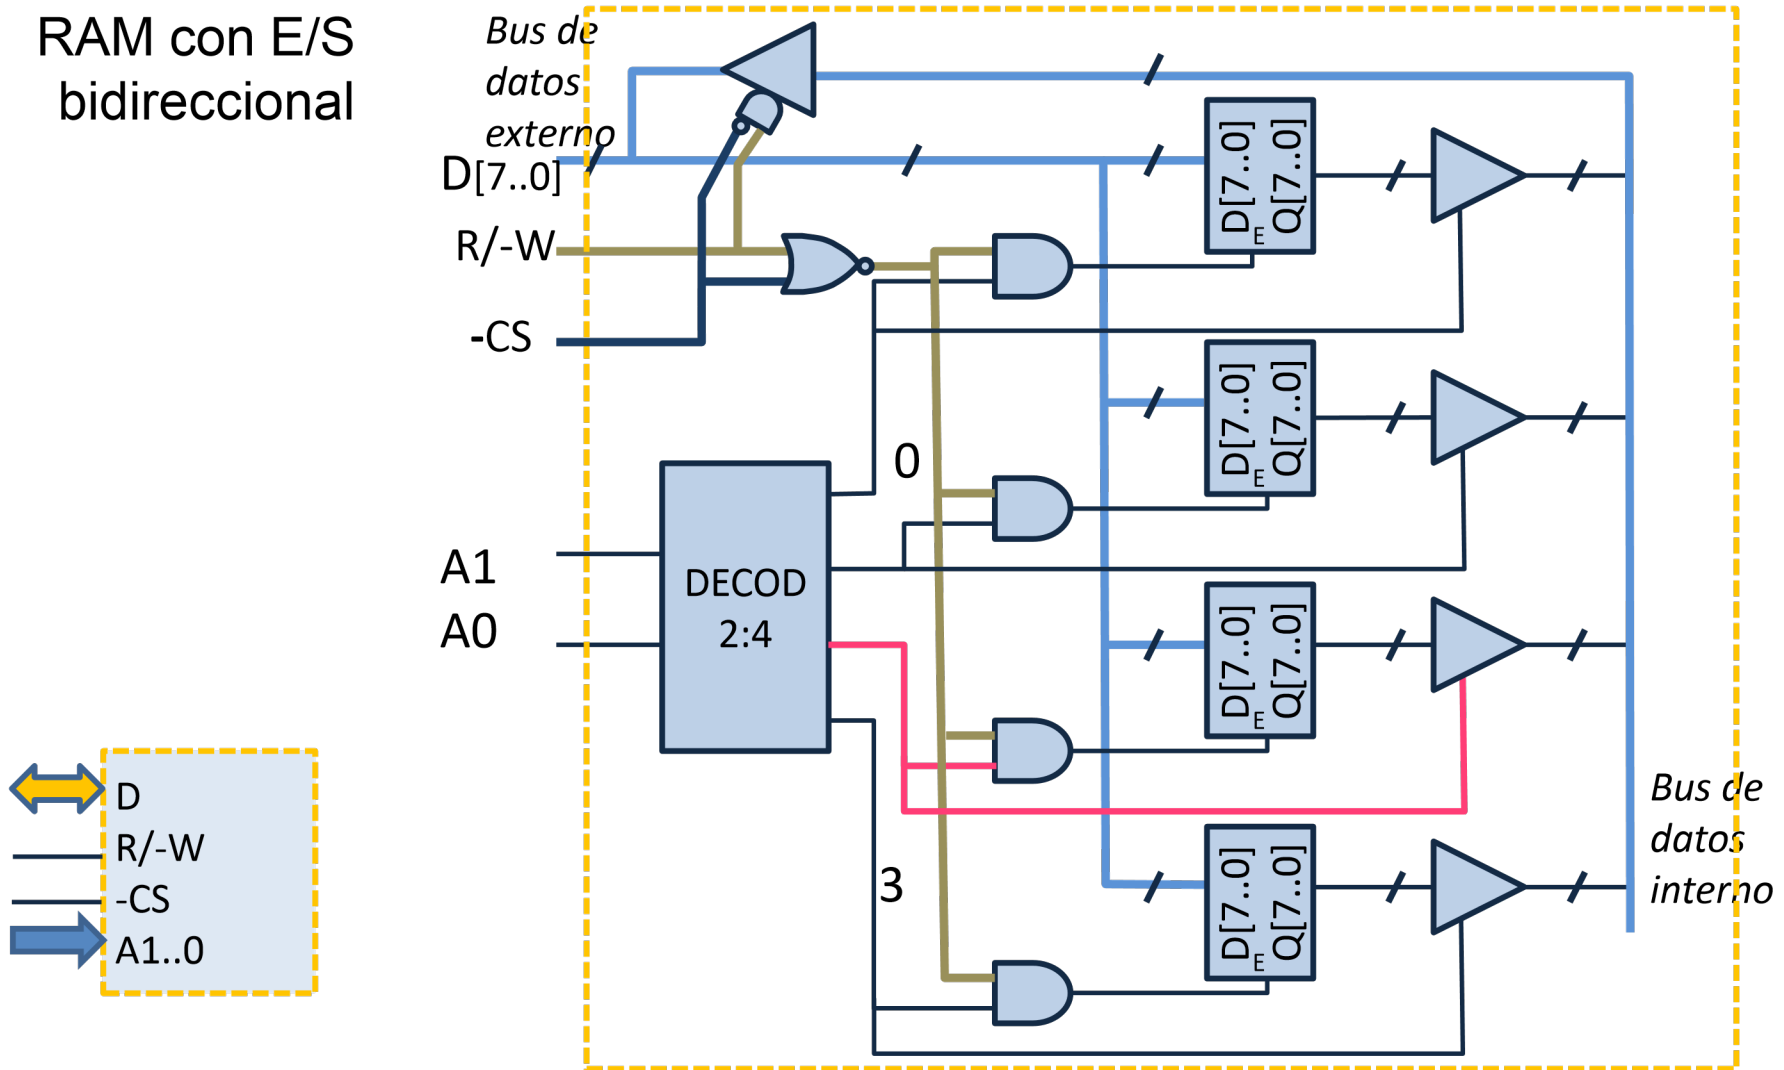 RAM con E/S
bidireccional
Bus de
datos
externo
D[7..0]
R/-W
-CS
A1
A0
DECOD
2:4
0
3
D[7..0]
Q[7..0]
E
D[7..0]
Q[7..0]
E
D[7..0]
Q[7..0]
E
D[7..0]
Q[7..0]
E
Bus de
datos
interno
D
R/-W
-CS
A1..0